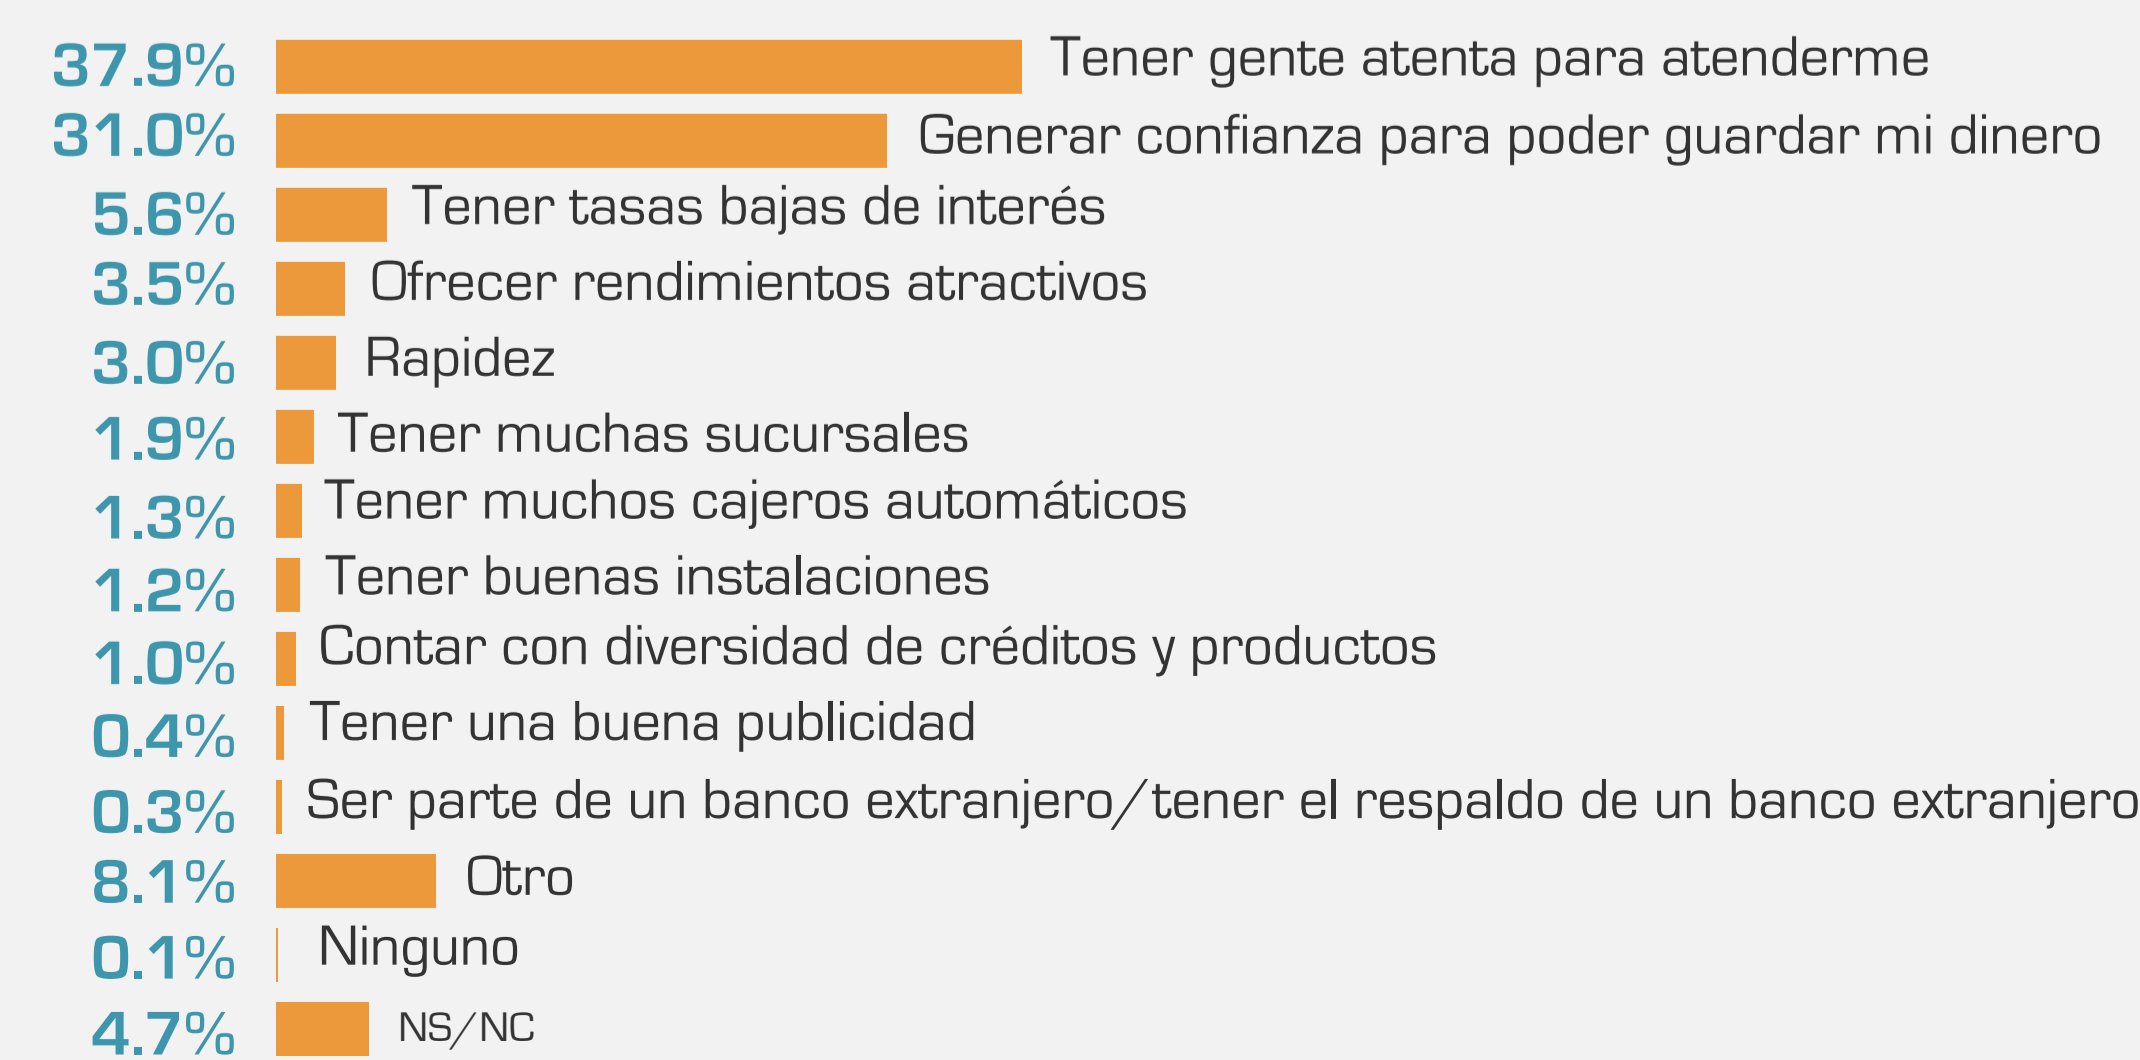 37.9% Tener gente atenta para atenderme
31.0% Generar confianza para poder guardar mi dinero
5.6% Tener tasas bajas de interés
3.5% Ofrecer rendimientos atractivos
3.0% Rapidez
1.9% Tener muchas sucursales
1.3% Tener muchos cajeros automáticos
1.2% Tener buenas instalaciones
1.0% Contar con diversidad de créditos y productos
0.4% Tener una buena publicidad
0.3% Ser parte de un banco extranjero/tener el respaldo de un banco extranjero
8.1% Otro
0.1% Ninguno
4.7% NS/NC